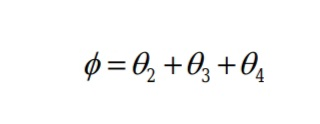 ϕ = θ₂ + θ₃ + θ₄